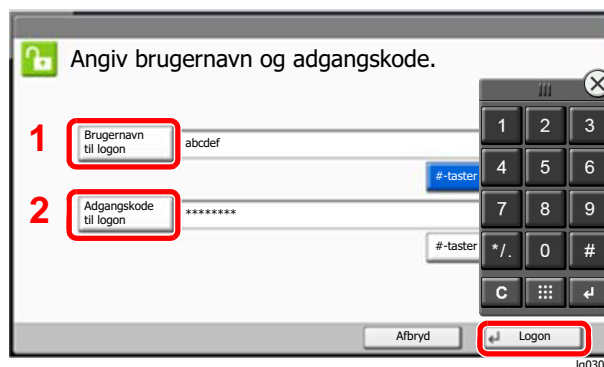 Angiv brugernavn og adgangskode.
1
Brugernavn
til logon
abcdef
#-taster
2
Adgangskode
til logon
********
#-taster
1 2 3
4 5 6
7 8 9
*/. 0 #
C
Afbryd
Logon